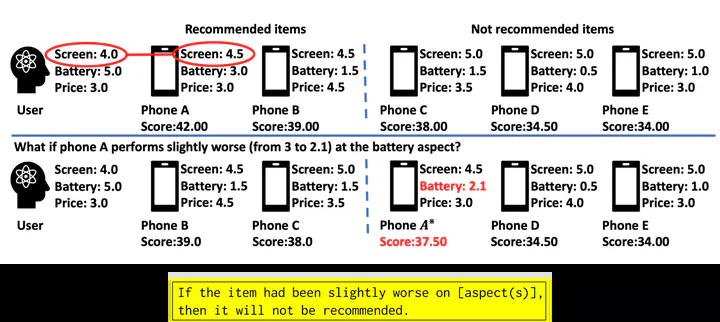 Recommended items
Not recommended items
Screen: 4.0
Battery: 5.0
Price: 3.0
User
Screen: 4.5
Battery: 3.0
Price: 3.0
Phone A
Score:42.00
Screen: 4.5
Battery: 1.5
Price: 4.5
Phone B
Score:39.00
Screen: 5.0
Battery: 1.5
Price: 3.5
Phone C
Score:38.00
Screen: 5.0
Battery: 0.5
Price: 4.0
Phone D
Score:34.50
Screen: 5.0
Battery: 1.0
Price: 3.0
Phone E
Score:34.00
What if phone A performs slightly worse (from 3 to 2.1) at the battery aspect?
Screen: 4.0
Battery: 5.0
Price: 3.0
User
Screen: 4.5
Battery: 1.5
Price: 4.5
Phone B
Score:39.0
Screen: 5.0
Battery: 1.5
Price: 3.5
Phone C
Score:38.0
Screen: 4.5
Battery: 2.1
Price: 3.0
Phone A*
Score:37.50
Screen: 5.0
Battery: 0.5
Price: 4.0
Phone D
Score:34.50
Screen: 5.0
Battery: 1.0
Price: 3.0
Phone E
Score:34.00
If the item had been slightly worse on [aspect(s)],
then it will not be recommended.